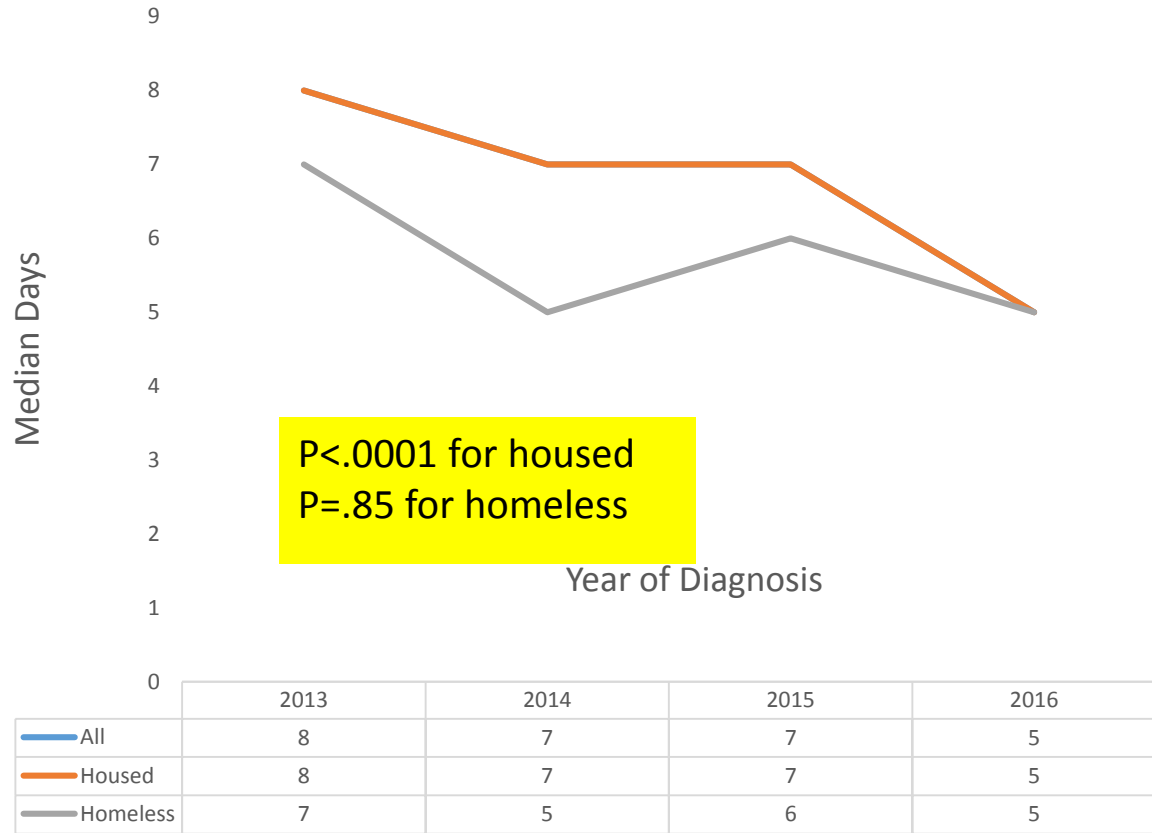 9
8
7
6
5
4
3
2
1
0
Median Days
P<.0001 for housed
P=.85 for homeless
Year of Diagnosis
2013 2014 2015 2016
All 8 7 7 5
Housed 8 7 7 5
Homeless 7 5 6 5